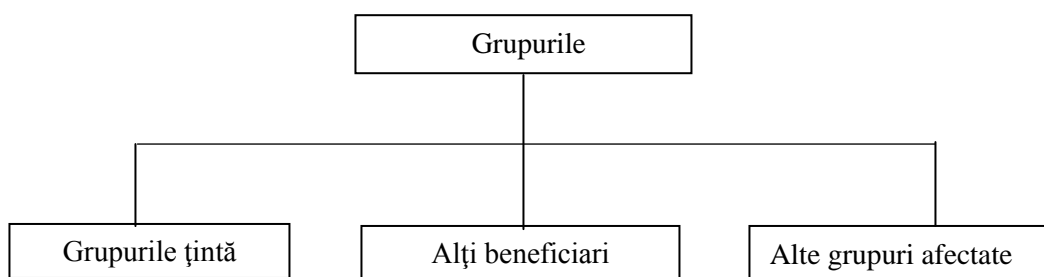 Grupurile
Grupurile ţintă
Alţi beneficiari
Alte grupuri afectate